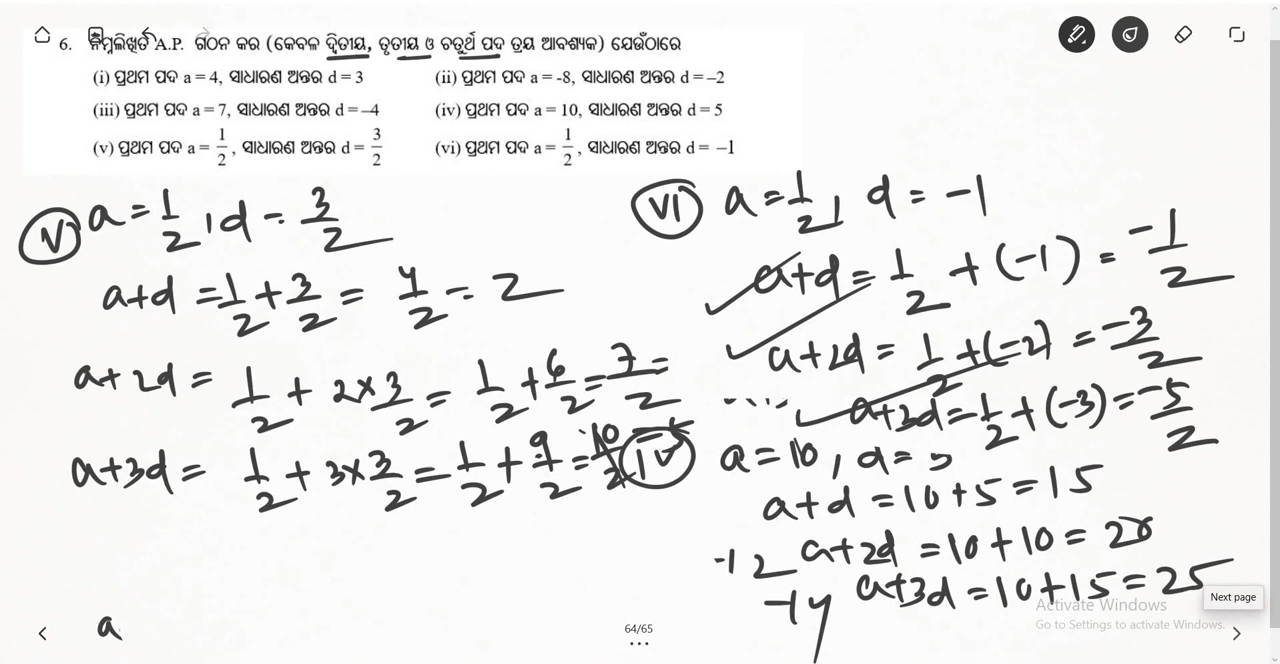 6. ନିମ୍ନଲିଖିତ A.P. ଗଠନ କର (କେବଳ ଦ୍ୱିତୀୟ, ତୃତୀୟ ଓ ଚତୁର୍ଥ ପଦ ତ୍ରୟ ଆବଶ୍ୟକ) ଯେଉଁଠାରେ
(i) ପ୍ରଥମ ପଦ a = 4, ସାଧାରଣ ଅନ୍ତର d = 3
(ii) ପ୍ରଥମ ପଦ a = -8, ସାଧାରଣ ଅନ୍ତର d = –2
(iii) ପ୍ରଥମ ପଦ a = 7, ସାଧାରଣ ଅନ୍ତର d = –4
(iv) ପ୍ରଥମ ପଦ a = 10, ସାଧାରଣ ଅନ୍ତର d = 5
(v) ପ୍ରଥମ ପଦ a = 1/2, ସାଧାରଣ ଅନ୍ତର d = 3/2
(vi) ପ୍ରଥମ ପଦ a = 1/2, ସାଧାରଣ ଅନ୍ତର d = –1
(V) a = 1/2, d = 3/2
a+d = 1/2 + 3/2 = 4/2 = 2
a+2d = 1/2 + 2×3/2 = 1/2 + 6/2 = 7/2 =
a+3d = 1/2 + 3×3/2 = 1/2 + 9/2 = 10/2 = 5
(VI) a = 1/2, d = -1
a+d = 1/2 + (-1) = -1/2
a+2d = 1/2 + (-2) = -3/2
a+3d = 1/2 + (-3) = -5/2
(IV) a = 10, d = 5
a+d = 10+5 = 15
a+2d = 10+10 = 20
a+3d = 10+15 = 25
-12
-14
a
64/65
Next page
Activate Windows
Go to Settings to activate Windows.